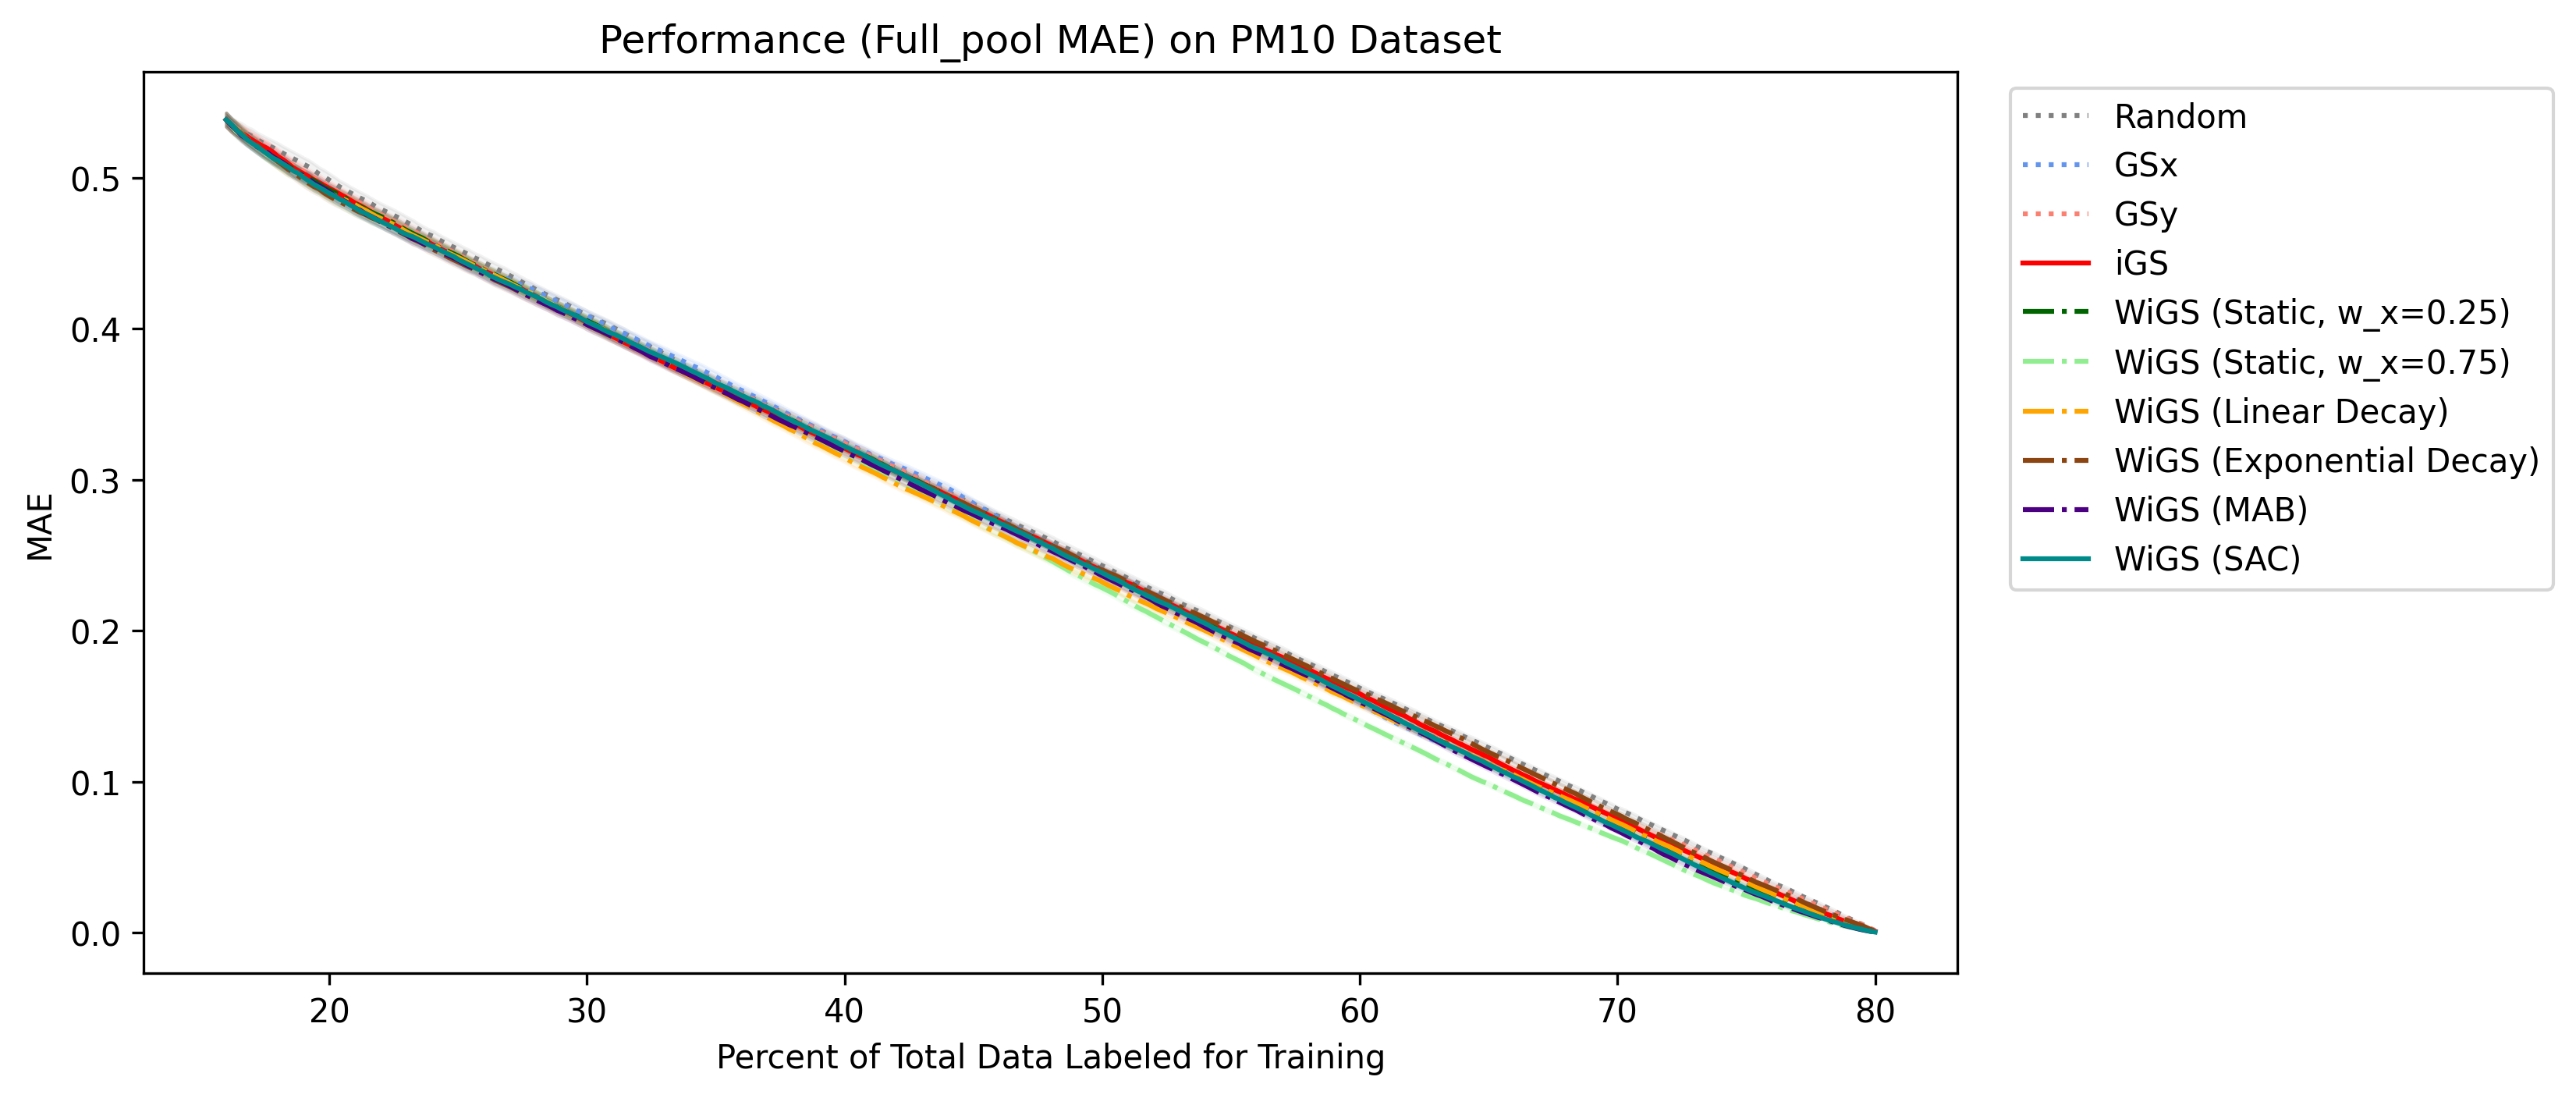 Performance (Full_pool MAE) on PM10 Dataset
MAE
0.5
0.4
0.3
0.2
0.1
0.0
20 30 40 50 60 70 80
Percent of Total Data Labeled for Training
Random
GSx
GSy
iGS
WiGS (Static, w_x=0.25)
WiGS (Static, w_x=0.75)
WiGS (Linear Decay)
WiGS (Exponential Decay)
WiGS (MAB)
WiGS (SAC)